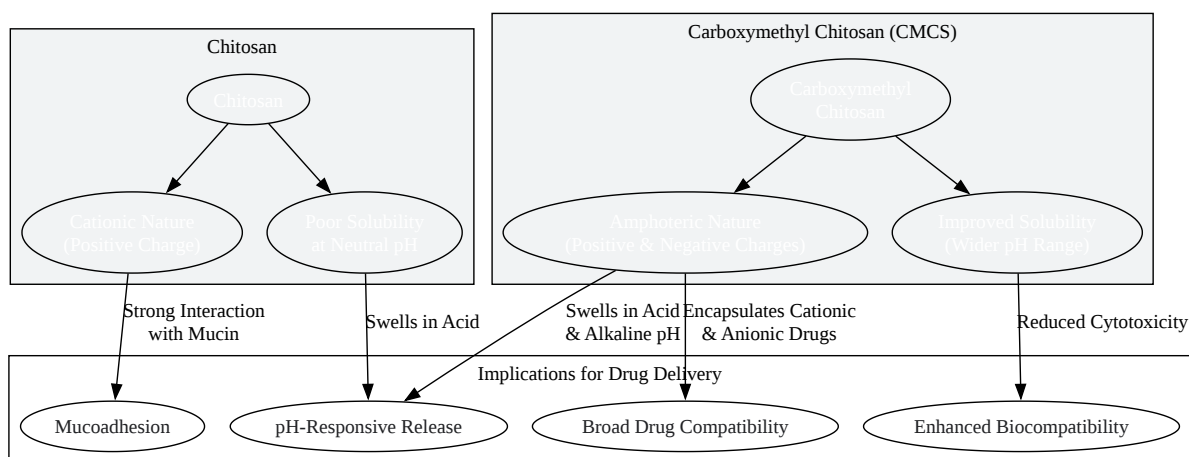 Chitosan
Carboxymethyl Chitosan (CMCS)
Chitosan
Carboxymethyl
Chitosan
Cationic Nature
(Positive Charge)
Poor Solubility
at Neutral pH
Amphoteric Nature
(Positive & Negative Charges)
Improved Solubility
(Wider pH Range)
Strong Interaction
with Mucin
Swells in Acid
Swells in Acid
& Alkaline pH
Encapsulates Cationic
& Anionic Drugs
Reduced Cytotoxicity
Implications for Drug Delivery
Mucoadhesion
pH-Responsive Release
Broad Drug Compatibility
Enhanced Biocompatibility